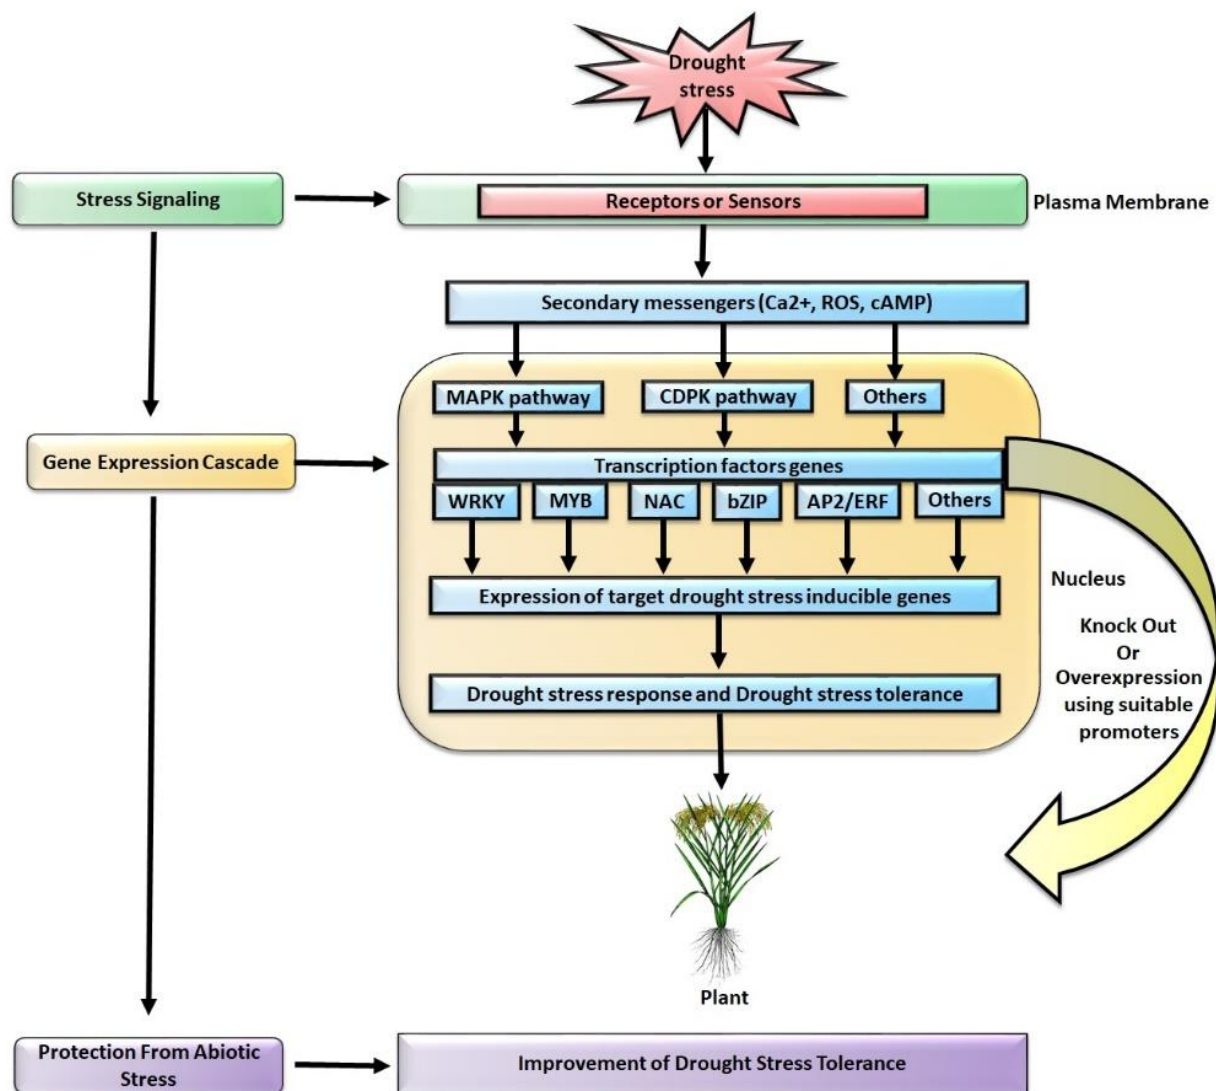 Drought
stress
Stress Signaling
Receptors or Sensors
Plasma Membrane
Secondary messengers (Ca2+, ROS, cAMP)
MAPK pathway
CDPK pathway
Others
Gene Expression Cascade
Transcription factors genes
WRKY
MYB
NAC
bZIP
AP2/ERF
Others
Expression of target drought stress inducible genes
Nucleus
Knock Out
Or
Overexpression
using suitable
promoters
Drought stress response and Drought stress tolerance
Plant
Protection From Abiotic
Stress
Improvement of Drought Stress Tolerance